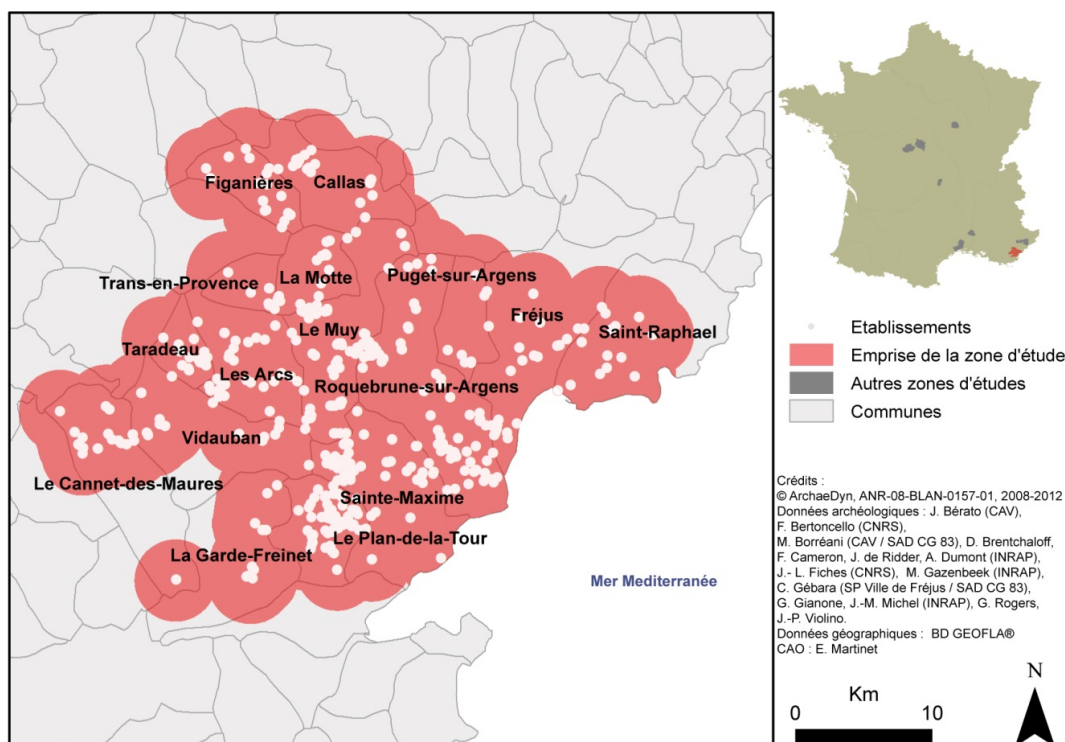 Figanières
Callas
Trans-en-Provence
La Motte
Puget-sur-Argens
Fréjus
Saint-Raphael
Le Muy
Taradeau
Les Arcs
Roquebrune-sur-Argens
Vidauban
Le Cannet-des-Maures
Sainte-Maxime
Le Plan-de-la-Tour
La Garde-Freinet
Mer Mediterranée
Etablissements
Emprise de la zone d'étude
Autres zones d'études
Communes
Crédits :
© ArchaeDyn, ANR-08-BLAN-0157-01, 2008-2012
Données archéologiques : J. Bérato (CAV),
F. Bertoncello (CNRS),
M. Borréani (CAV / SAD CG 83), D. Brentchaloff,
F. Cameron, J. de Ridder, A. Dumont (INRAP),
J.- L. Fiches (CNRS), M. Gazenbeek (INRAP),
C. Gébara (SP Ville de Fréjus / SAD CG 83),
G. Gianone, J.-M. Michel (INRAP), G. Rogers,
J.-P. Violino.
Données géographiques : BD GEOFLA®
CAO : E. Martinet
Km
0 10
N